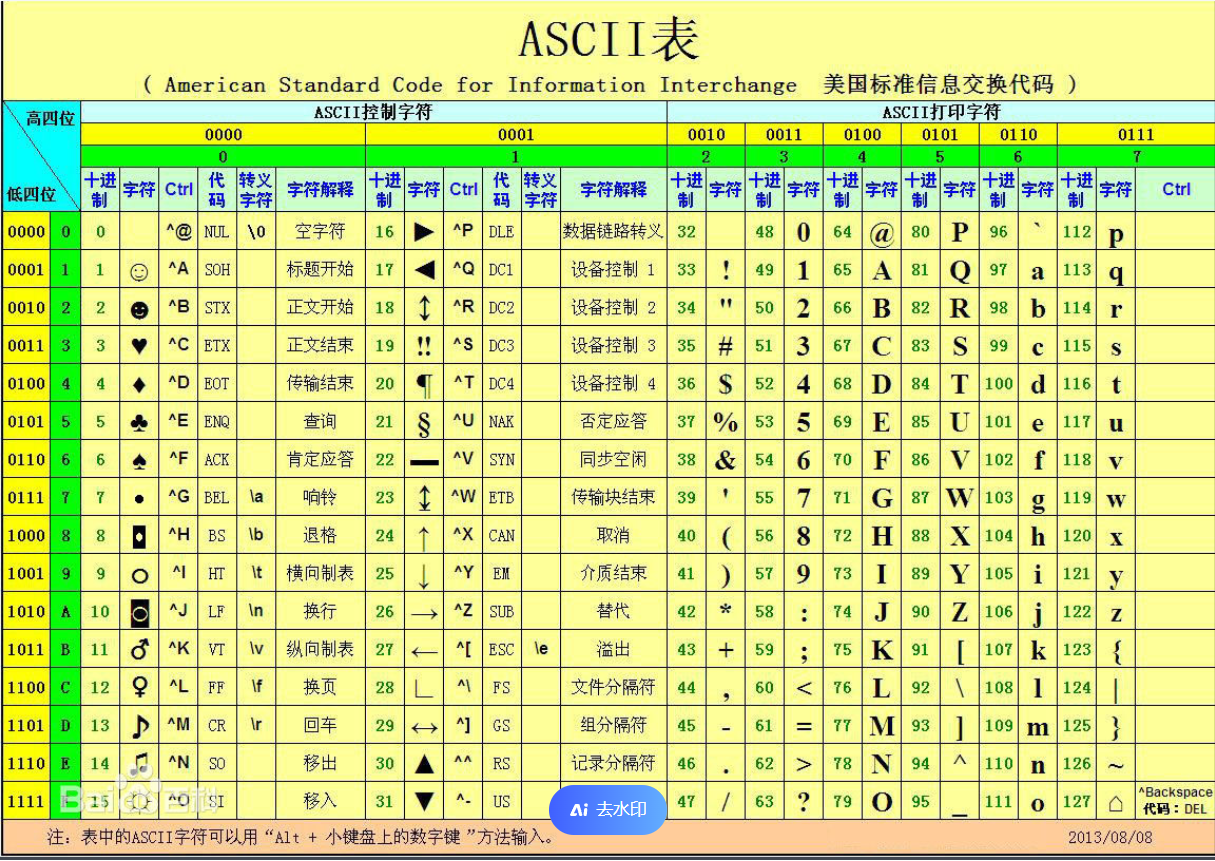 ASCII表
( American Standard Code for Information Interchange 美国标准信息交换代码 )
高四位 ASCII控制字符 ASCII打印字符
0000 0001 0010 0011 0100 0101 0110 0111
0 1 2 3 4 5 6 7
低四位 十进制 字符 Ctrl 代码 转义字符 字符解释 十进制 字符 Ctrl 代码 转义字符 字符解释 十进制 字符 十进制 字符 十进制 字符 十进制 字符 十进制 字符 十进制 字符 Ctrl
0000 0 0 ^@ NUL \0 空字符 16 ► ^P DLE 数据链路转义 32 48 0 64 @ 80 P 96 ` 112 p
0001 1 1 ☺ ^A SOH 标题开始 17 ◄ ^Q DC1 设备控制 1 33 ! 49 1 65 A 81 Q 97 a 113 q
0010 2 2 ☻ ^B STX 正文开始 18 ↕ ^R DC2 设备控制 2 34 " 50 2 66 B 82 R 98 b 114 r
0011 3 3 ♥ ^C ETX 正文结束 19 ‼ ^S DC3 设备控制 3 35 # 51 3 67 C 83 S 99 c 115 s
0100 4 4 ♦ ^D EOT 传输结束 20 ¶ ^T DC4 设备控制 4 36 $ 52 4 68 D 84 T 100 d 116 t
0101 5 5 ♣ ^E ENQ 查询 21 § ^U NAK 否定应答 37 % 53 5 69 E 85 U 101 e 117 u
0110 6 6 ♠ ^F ACK 肯定应答 22 ▬ ^V SYN 同步空闲 38 & 54 6 70 F 86 V 102 f 118 v
0111 7 7 • ^G BEL \a 响铃 23 ↨ ^W ETB 传输块结束 39 ' 55 7 71 G 87 W 103 g 119 w
1000 8 8 ◘ ^H BS \b 退格 24 ↑ ^X CAN 取消 40 ( 56 8 72 H 88 X 104 h 120 x
1001 9 9 ○ ^I HT \t 横向制表 25 ↓ ^Y EM 介质结束 41 ) 57 9 73 I 89 Y 105 i 121 y
1010 A 10 ◙ ^J LF \n 换行 26 → ^Z SUB 替代 42 * 58 : 74 J 90 Z 106 j 122 z
1011 B 11 ♂ ^K VT \v 纵向制表 27 ← ^[ ESC \e 溢出 43 + 59 ; 75 K 91 [ 107 k 123 {
1100 C 12 ♀ ^L FF \f 换页 28 ∟ ^\ FS 文件分隔符 44 , 60 < 76 L 92 \ 108 l 124 |
1101 D 13 ♪ ^M CR \r 回车 29 ↔ ^] GS 组分隔符 45 - 61 = 77 M 93 ] 109 m 125 }
1110 E 14 ♫ ^N SO 移出 30 ▲ ^^ RS 记录分隔符 46 . 62 > 78 N 94 ^ 110 n 126 ~
1111 15 ☼ ^O SI 移入 31 ▼ ^- US 47 / 63 ? 79 O 95 _ 111 o 127 ⌂ ^Backspace 代码：DEL
Bai 百科
Ai 去水印
注：表中的ASCII字符可以用“Alt + 小键盘上的数字键”方法输入。 2013/08/08